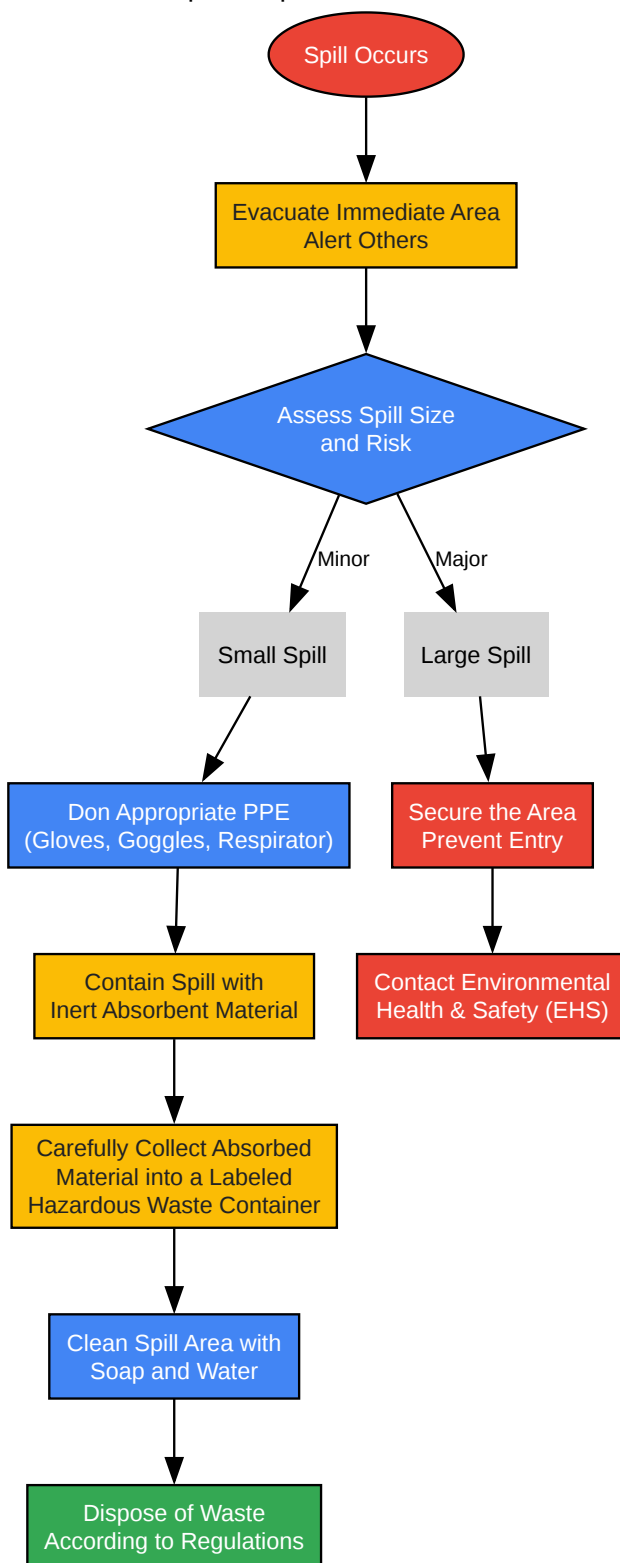 Spill Occurs
Evacuate Immediate Area
Alert Others
Assess Spill Size
and Risk
Minor
Major
Small Spill
Large Spill
Don Appropriate PPE
(Gloves, Goggles, Respirator)
Secure the Area
Prevent Entry
Contain Spill with
Inert Absorbent Material
Contact Environmental
Health & Safety (EHS)
Carefully Collect Absorbed
Material into a Labeled
Hazardous Waste Container
Clean Spill Area with
Soap and Water
Dispose of Waste
According to Regulations